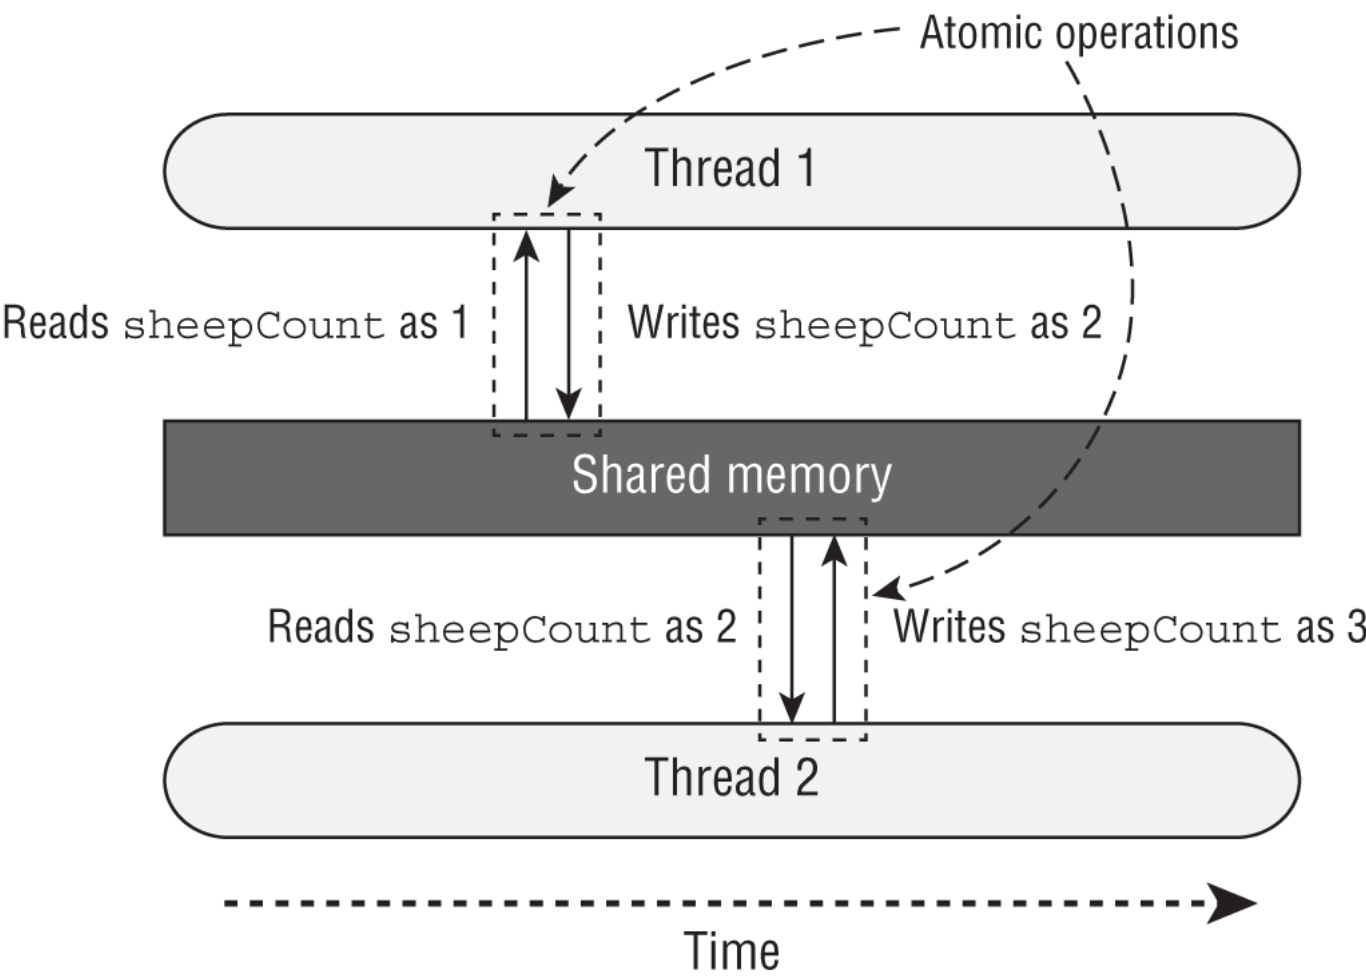 Atomic operations
Thread 1
Reads sheepCount as 1
Writes sheepCount as 2
Shared memory
Reads sheepCount as 2
Writes sheepCount as 3
Thread 2
Time